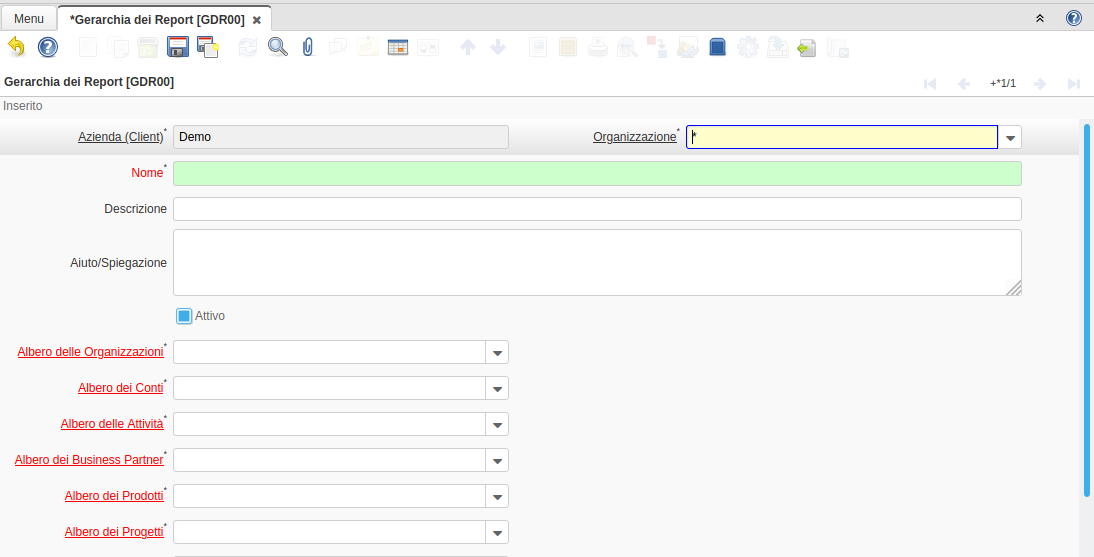 Menu *Gerarchia dei Report [GDR00]
Gerarchia dei Report [GDR00] +*1/1
Inserito
Azienda (Client)* Demo Organizzazione* *
Nome*
Descrizione
Aiuto/Spiegazione
Attivo
Albero delle Organizzazioni*
Albero dei Conti*
Albero delle Attività*
Albero dei Business Partner*
Albero dei Prodotti*
Albero dei Progetti*